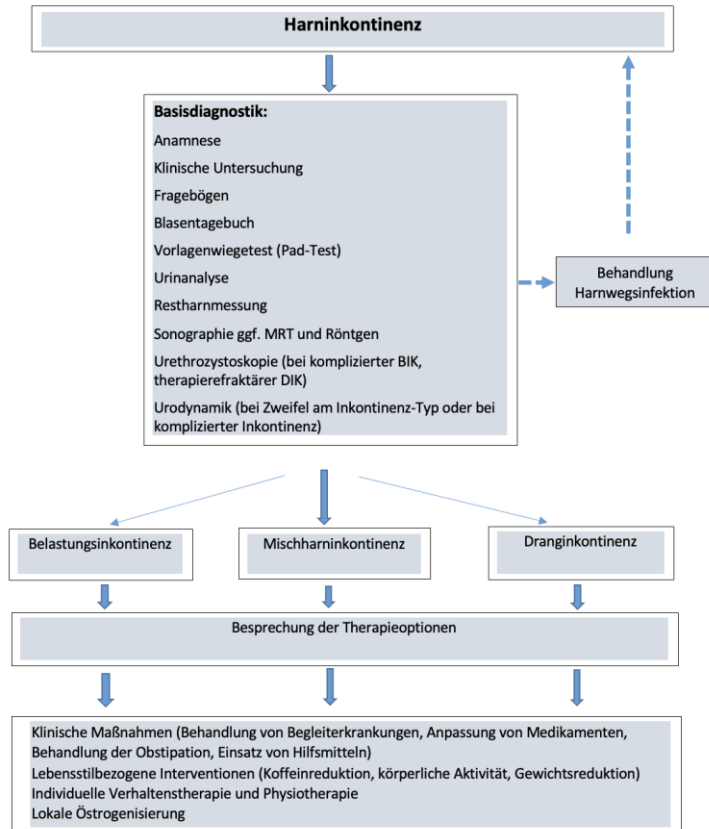 Harninkontinenz
Basisdiagnostik:
Anamnese
Klinische Untersuchung
Fragebögen
Blasentagebuch
Vorlagenwiegetest (Pad-Test)
Urinanalyse
Restharnmessung
Sonographie ggf. MRT und Röntgen
Urethrozystoskopie (bei komplizierter BIK,
therapierefraktärer DIK)
Urodynamik (bei Zweifel am Inkontinenz-Typ oder bei
komplizierter Inkontinenz)
Behandlung
Harnwegsinfektion
Belastungsinkontinenz
Mischharninkontinenz
Dranginkontinenz
Besprechung der Therapieoptionen
Klinische Maßnahmen (Behandlung von Begleiterkrankungen, Anpassung von Medikamenten,
Behandlung der Obstipation, Einsatz von Hilfsmitteln)
Lebensstilbezogene Interventionen (Koffeinreduktion, körperliche Aktivität, Gewichtsreduktion)
Individuelle Verhaltenstherapie und Physiotherapie
Lokale Östrogenisierung